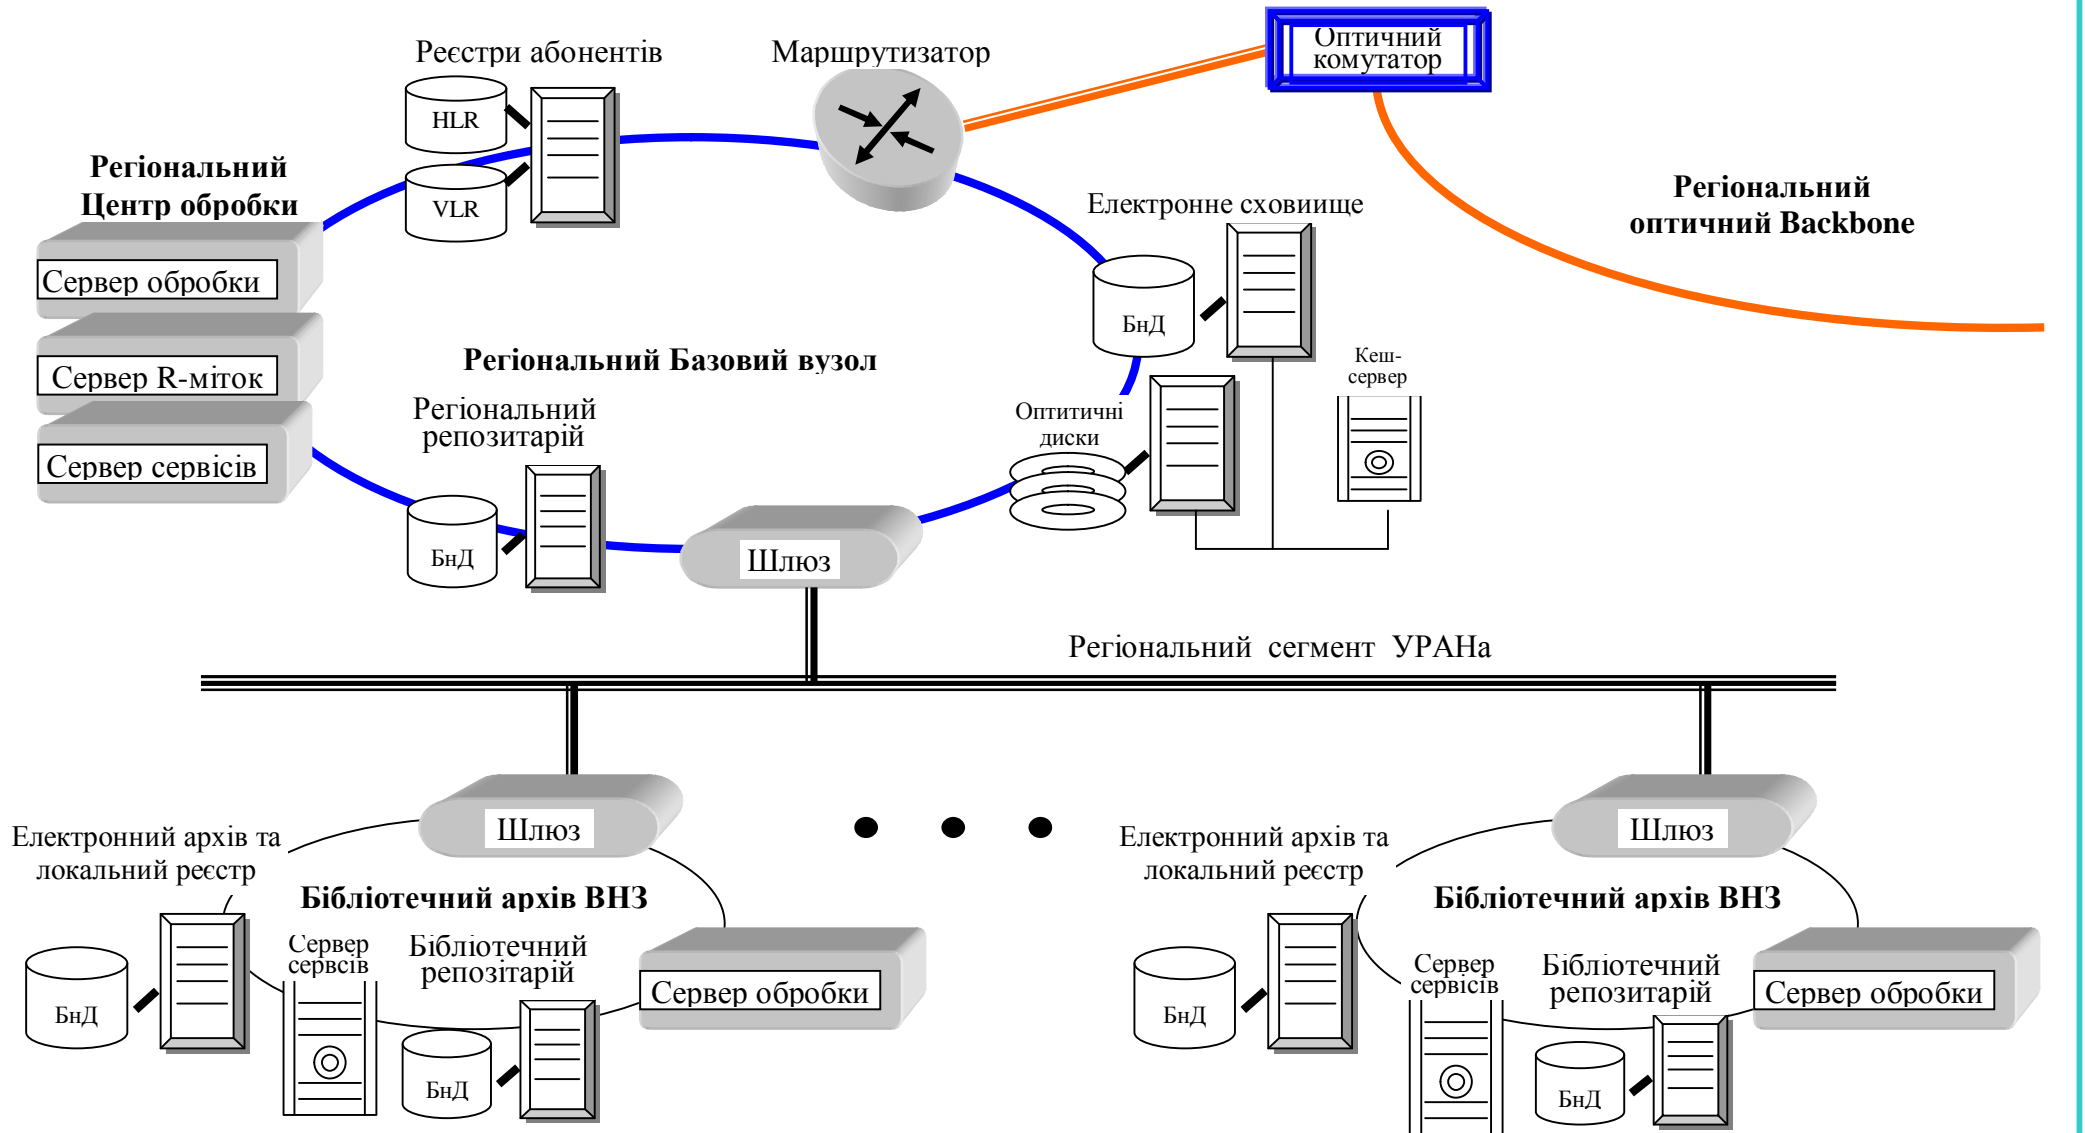 Оптичний
комутатор
Реєстри абонентів
Маршрутизатор
HLR
VLR
Регіональний
Центр обробки
Сервер обробки
Сервер R-міток
Сервер сервісів
Електронне сховиище
БнД
Регіональний
оптичний Backbone
Регіональний Базовий вузол
Кеш-
сервер
Регіональний
репозитарій
БнД
Оптитичні
диски
Шлюз
Регіональний сегмент УРАНа
Шлюз
Електронний архів та
локальний реєстр
Бібліотечний архів ВНЗ
БнД
Сервер
сервсів
Бібліотечний
репозітарій
БнД
Сервер обробки
Шлюз
Електронний архів та
локальний реєстр
Бібліотечний архів ВНЗ
БнД
Сервер
сервісів
Бібліотечний
репозитарій
БнД
Сервер обробки